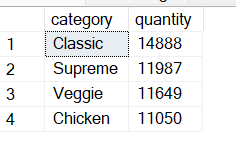 category quantity
1 Classic 14888
2 Supreme 11987
3 Veggie 11649
4 Chicken 11050